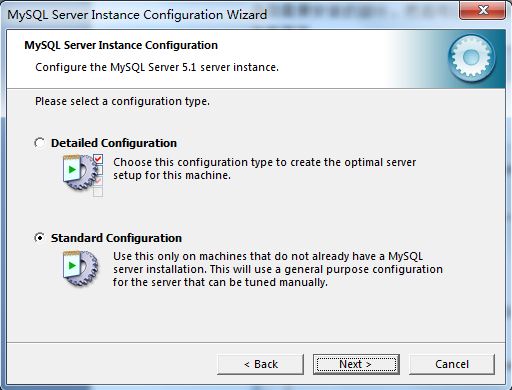 MySQL Server Instance Configuration Wizard
MySQL Server Instance Configuration
Configure the MySQL Server 5.1 server instance.
Please select a configuration type.
Detailed Configuration
Choose this configuration type to create the optimal server
setup for this machine.
Standard Configuration
Use this only on machines that do not already have a MySQL
server installation. This will use a general purpose configuration
for the server that can be tuned manually.
< Back
Next >
Cancel